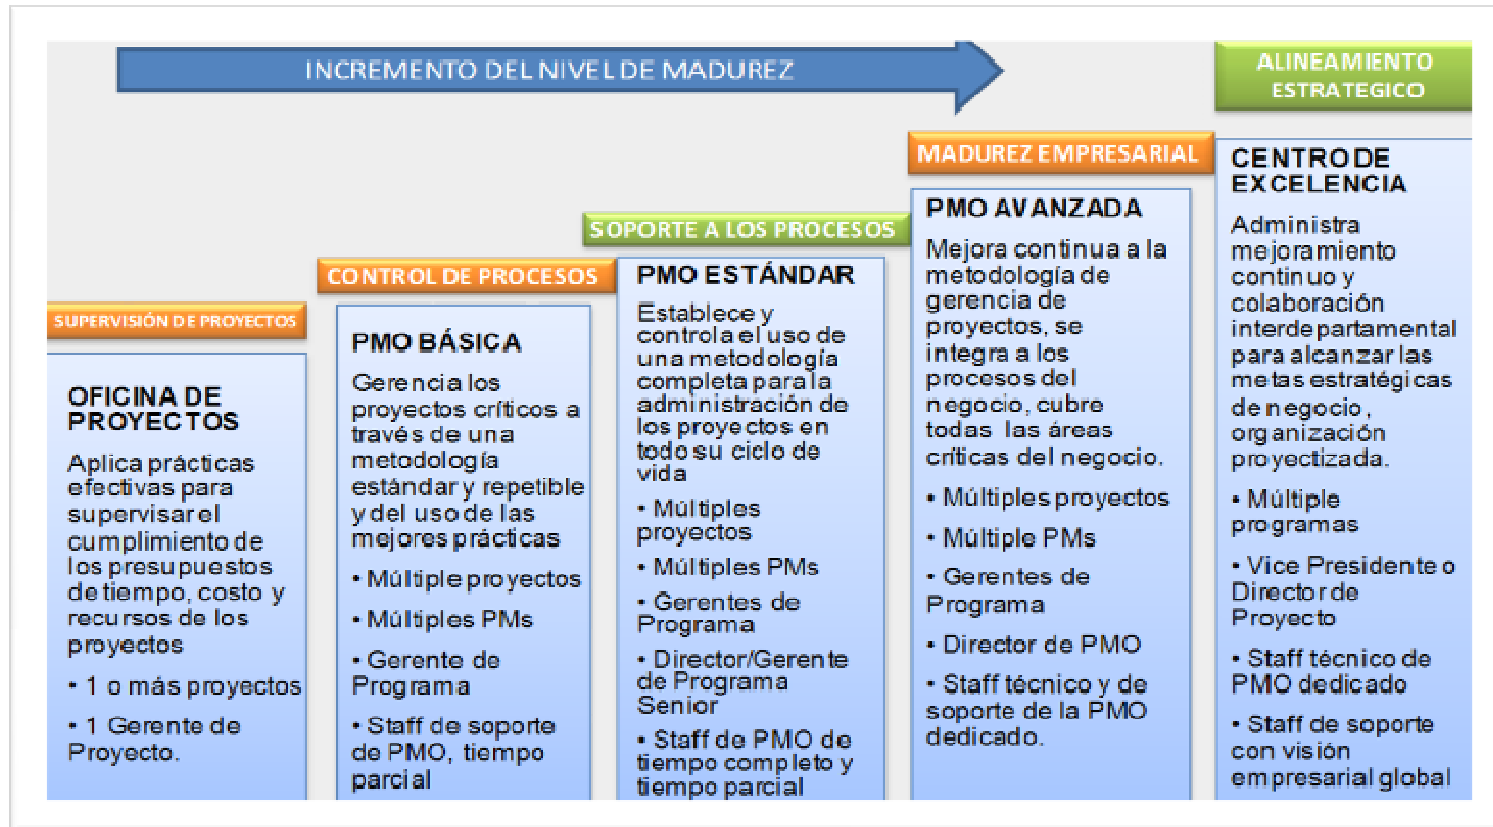 INCREMENTO DEL NIVEL DE MADUREZ
SUPERVISIÓN DE PROYECTOS
OFICINA DE
PROYECTOS
Aplica prácticas
efectivas para
supervisar el
cumplimiento de
los presupuestos
de tiempo, costo y
recursos de los
proyectos
• 1 o más proyectos
• 1 Gerente de
Proyecto.
CONTROL DE PROCESOS
PMO BÁSICA
Gerencia los
proyectos críticos a
través de una
metodología
estándar y repetible
y del uso de las
mejores prácticas
• Múltiple proyectos
• Múltiples PMs
• Gerente de
Programa
• Staff de soporte
de PMO, tiempo
parcial
SOPORTE A LOS PROCESOS
PMO ESTÁNDAR
Establece y
controla el uso de
una metodología
completa para la
administración de
los proyectos en
todo su ciclo de
vida
• Múltiples
proyectos
• Múltiples PMs
• Gerentes de
Programa
• Director/Gerente
de Programa
Senior
• Staff de PMO de
tiempo completo y
tiempo parcial
MADUREZ EMPRESARIAL
PMO AVANZADA
Mejora continua a la
metodología de
gerencia de
proyectos, se
integra a los
procesos del
negocio, cubre
todas las áreas
críticas del negocio.
• Múltiples proyectos
• Múltiple PMs
• Gerentes de
Programa
• Director de PMO
• Staff técnico y de
soporte de la PMO
dedicado.
ALINEAMIENTO
ESTRATEGICO
CENTRO DE
EXCELENCIA
Administra
mejoramiento
continuo y
colaboración
interdepartamental
para alcanzar las
metas estratégicas
de negocio,
organización
proyectizada.
• Múltiple
programas
• Vice Presidente o
Director de
Proyecto
• Staff técnico de
PMO dedicado
• Staff de soporte
con visión
empresarial global